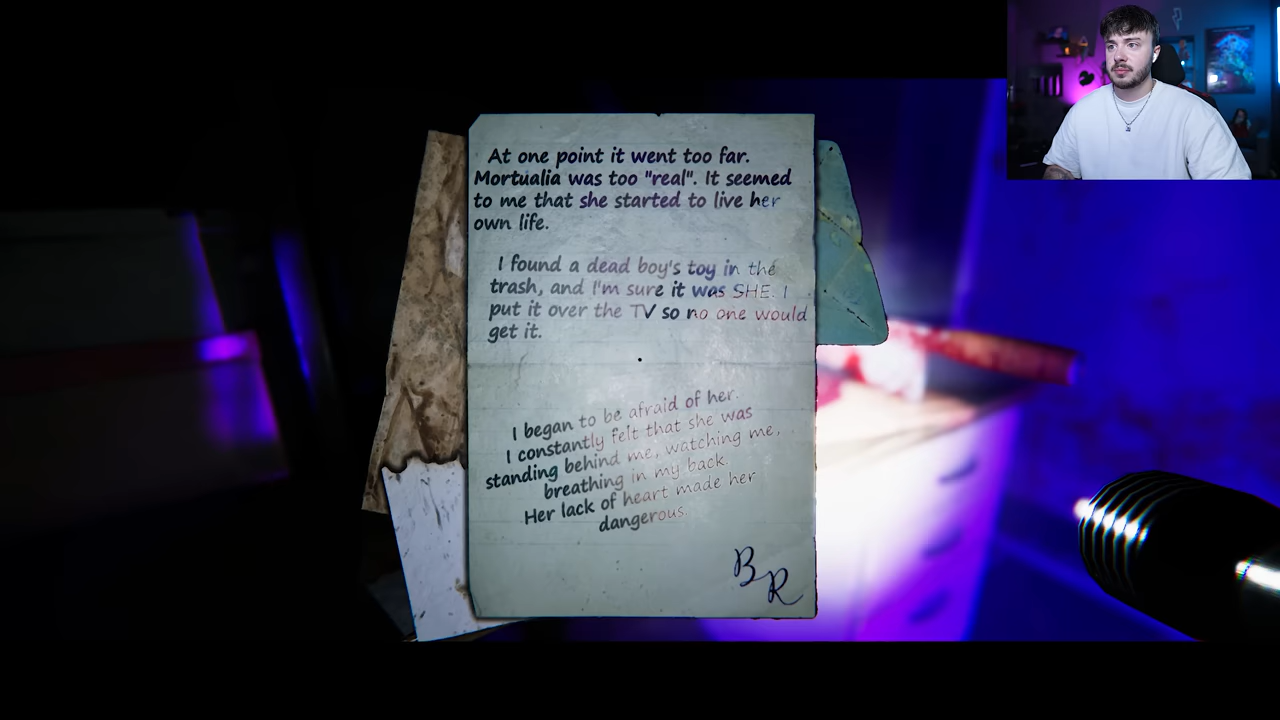 At one point it went too far.
Mortualia was too "real". It seemed
to me that she started to live her
own life.
I found a dead boy's toy in the
trash, and I'm sure it was SHE. I
put it over the TV so no one would
get it.
I began to be afraid of her.
I constantly felt that she was
standing behind me, watching me,
breathing in my back.
Her lack of heart made her
dangerous.
BR